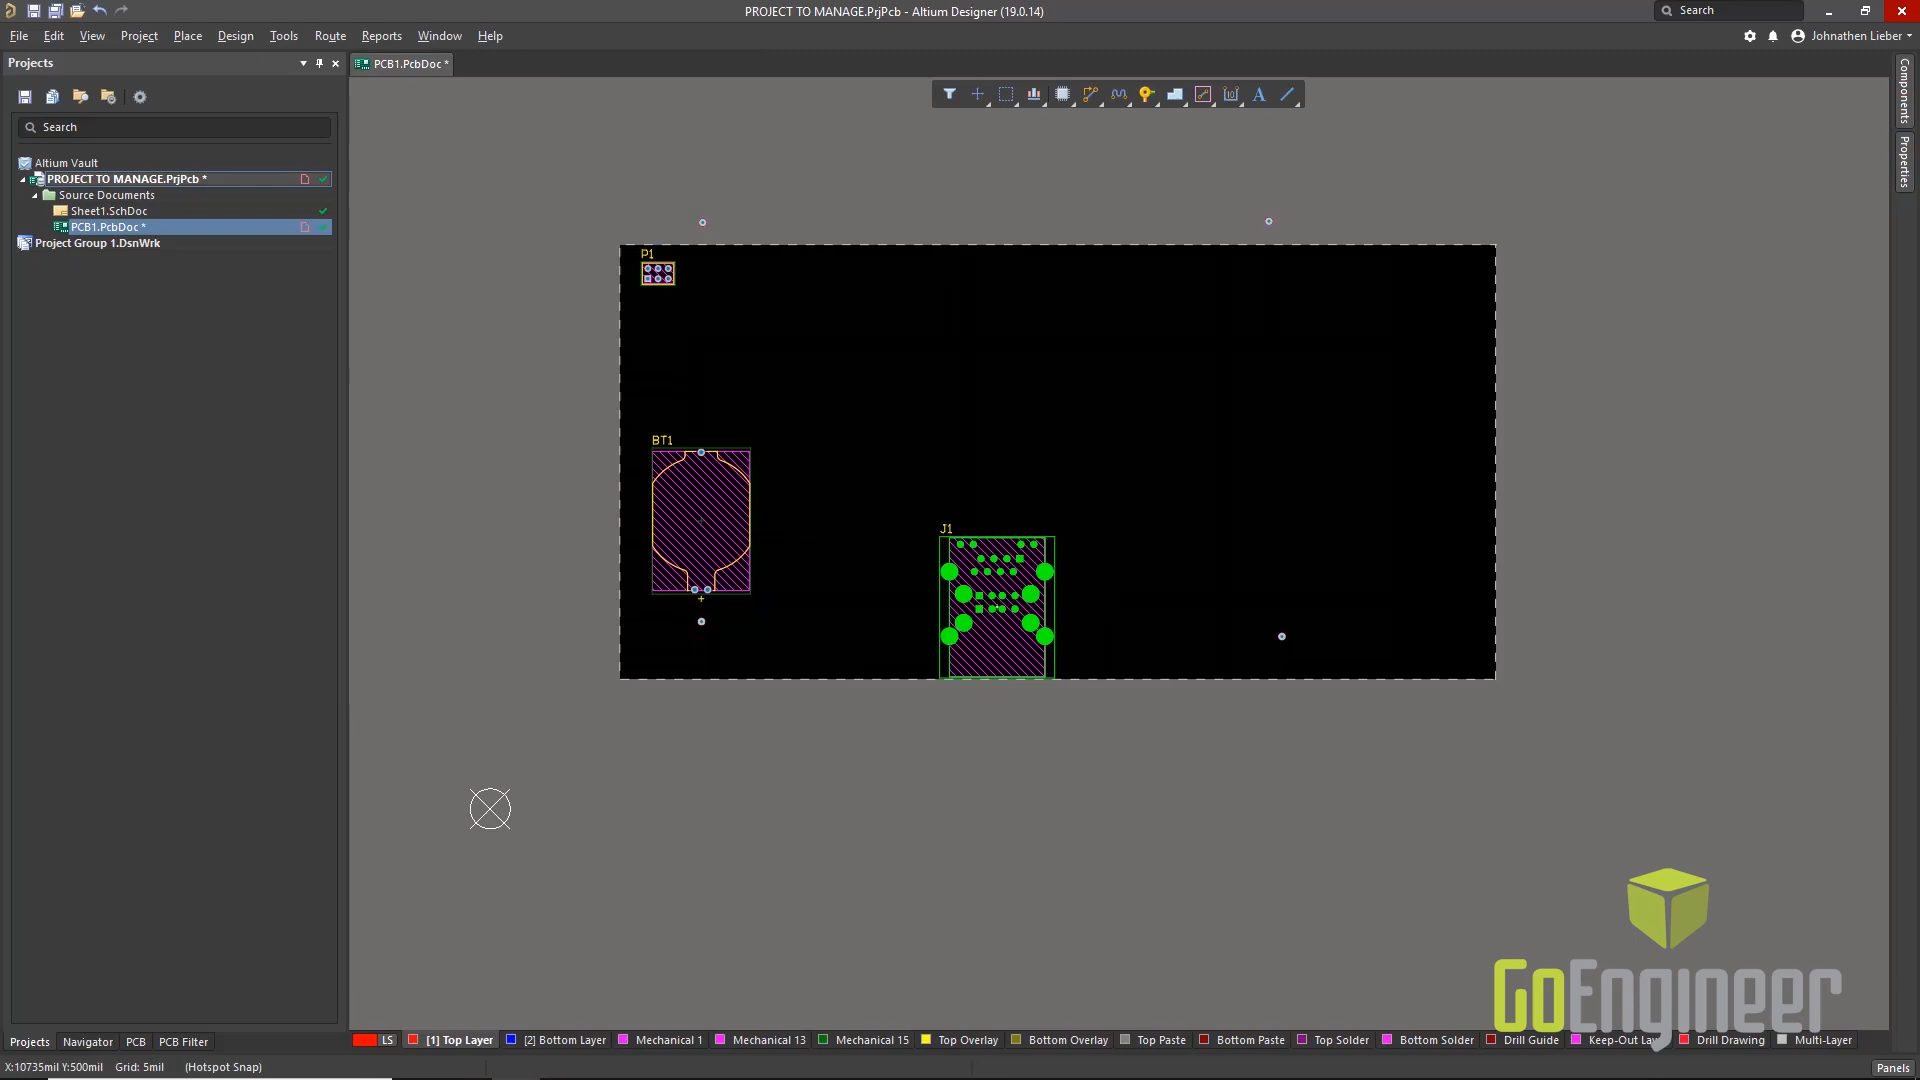 PROJECT TO MANAGE.PrjPcb - Altium Designer (19.0.14)
Search
File Edit View Project Place Design Tools Route Reports Window Help
Johnathen Lieber
Projects
PCB1.PcbDoc *
Components
Properties
Search
Altium Vault
PROJECT TO MANAGE.PrjPcb *
Source Documents
Sheet1.SchDoc
PCB1.PcbDoc *
Project Group 1.DsnWrk
P1
BT1
J1
GoEngineer
Projects Navigator PCB PCB Filter
LS [1] Top Layer [2] Bottom Layer Mechanical 1 Mechanical 13 Mechanical 15 Top Overlay Bottom Overlay Top Paste Bottom Paste Top Solder Bottom Solder Drill Guide Keep-Out Drill Drawing Multi-Layer
X:10735mil Y:500mil Grid: 5mil (Hotspot Snap)
Panels